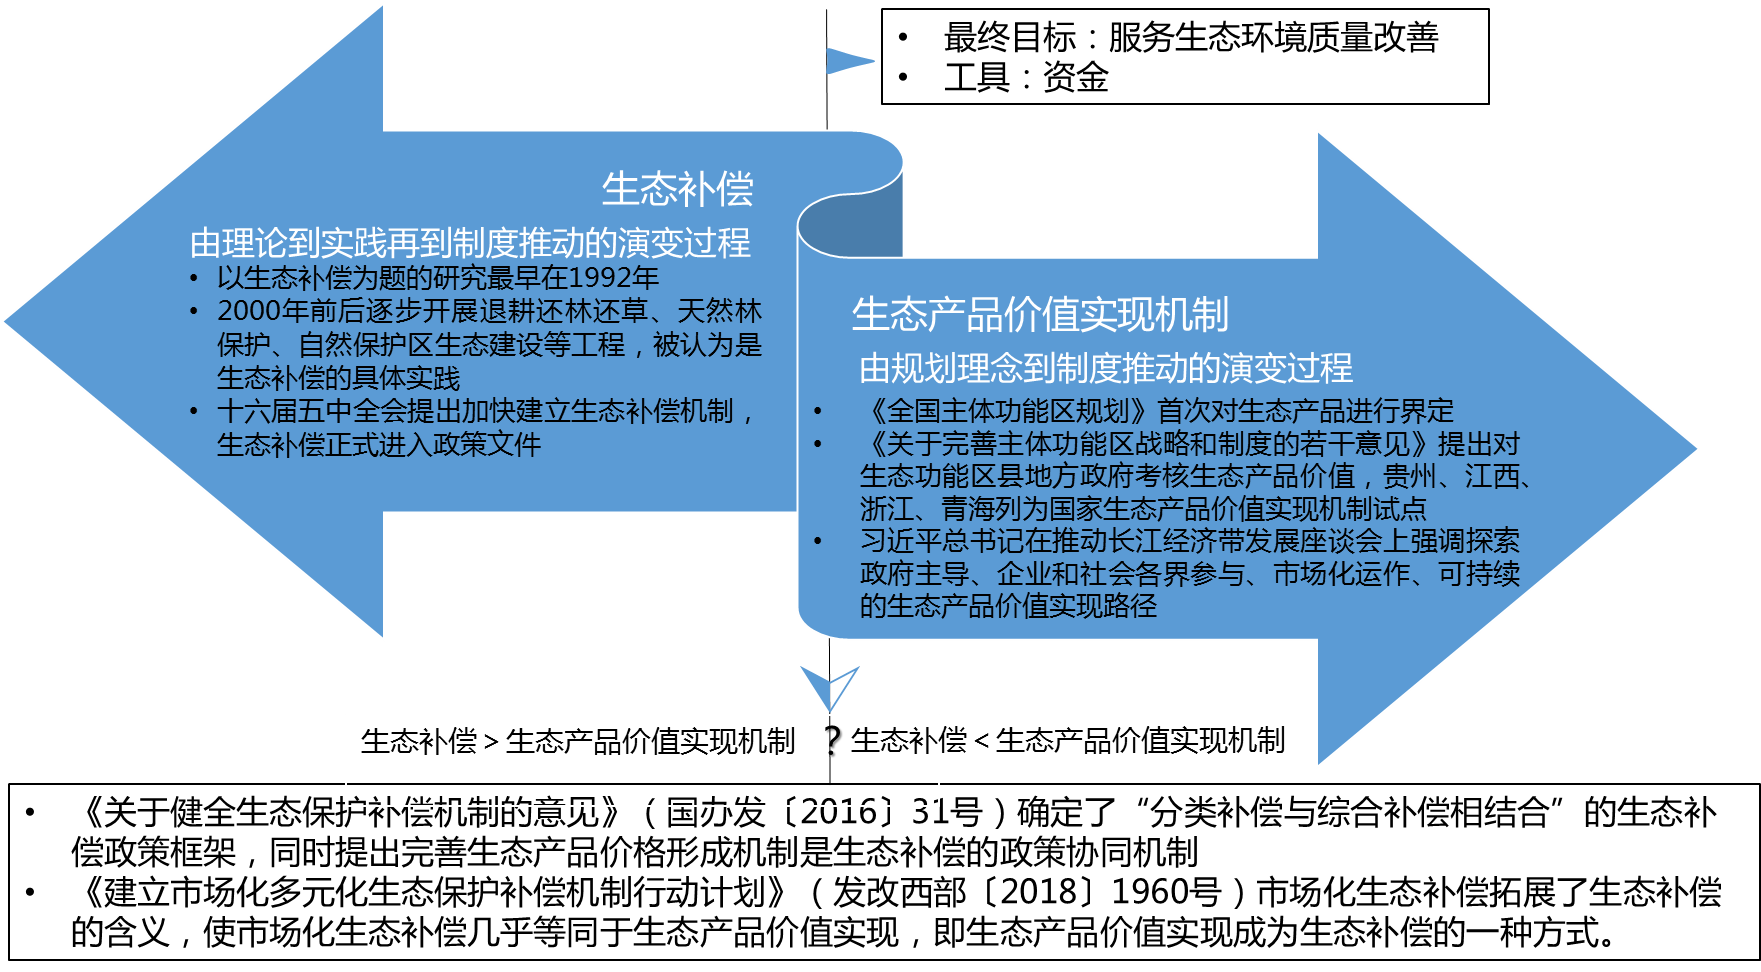 • 最终目标：服务生态环境质量改善
• 工具：资金
生态补偿
由理论到实践再到制度推动的演变过程
• 以生态补偿为题的研究最早在1992年
• 2000年前后逐步开展退耕还林还草、天然林
保护、自然保护区生态建设等工程，被认为是
生态补偿的具体实践
• 十六届五中全会提出加快建立生态补偿机制，
生态补偿正式进入政策文件
生态产品价值实现机制
由规划理念到制度推动的演变过程
• 《全国主体功能区规划》首次对生态产品进行界定
• 《关于完善主体功能区战略和制度的若干意见》提出对
生态功能区县地方政府考核生态产品价值，贵州、江西、
浙江、青海列为国家生态产品价值实现机制试点
• 习近平总书记在推动长江经济带发展座谈会上强调探索
政府主导、企业和社会各界参与、市场化运作、可持续
的生态产品价值实现路径
生态补偿＞生态产品价值实现机制 ? 生态补偿＜生态产品价值实现机制
• 《关于健全生态保护补偿机制的意见》（国办发〔2016〕31号）确定了“分类补偿与综合补偿相结合”的生态补
偿政策框架，同时提出完善生态产品价格形成机制是生态补偿的政策协同机制
• 《建立市场化多元化生态保护补偿机制行动计划》（发改西部〔2018〕1960号）市场化生态补偿拓展了生态补偿
的含义，使市场化生态补偿几乎等同于生态产品价值实现，即生态产品价值实现成为生态补偿的一种方式。